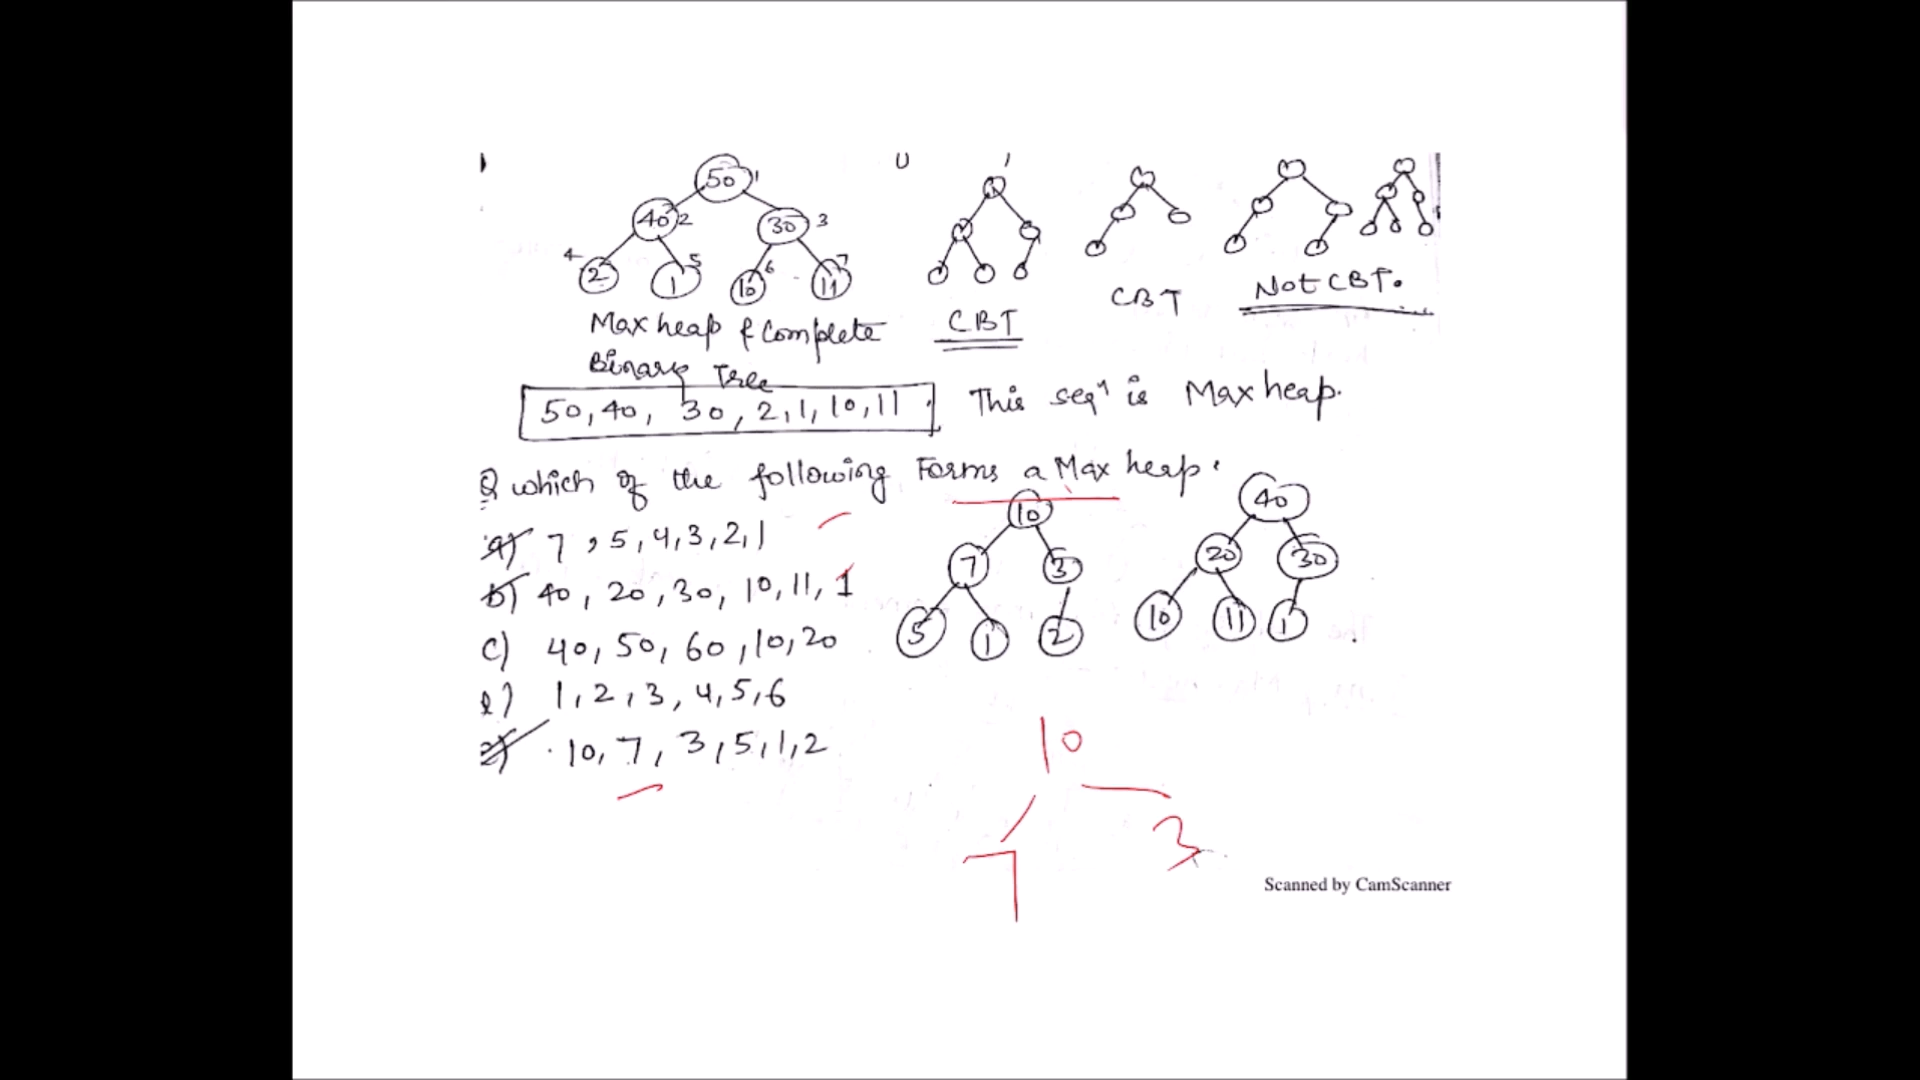 50 1
40 2
30 3
4 2
5 1
6 10
7 11
Max heap & Complete
Binary Tree
CBT
CBT
Not CBT.
50, 40, 30, 2, 1, 10, 11
This seqn is Max heap.
Q which of the following Forms a Max heap.
a) 7, 5, 4, 3, 2, 1
b) 40, 20, 30, 10, 11, 1
c) 40, 50, 60, 10, 20
1, 2, 3, 4, 5, 6
10, 7, 3, 5, 1, 2
10
7 3
5 1 2
40
20 30
10 11 1
10
7 3
Scanned by CamScanner